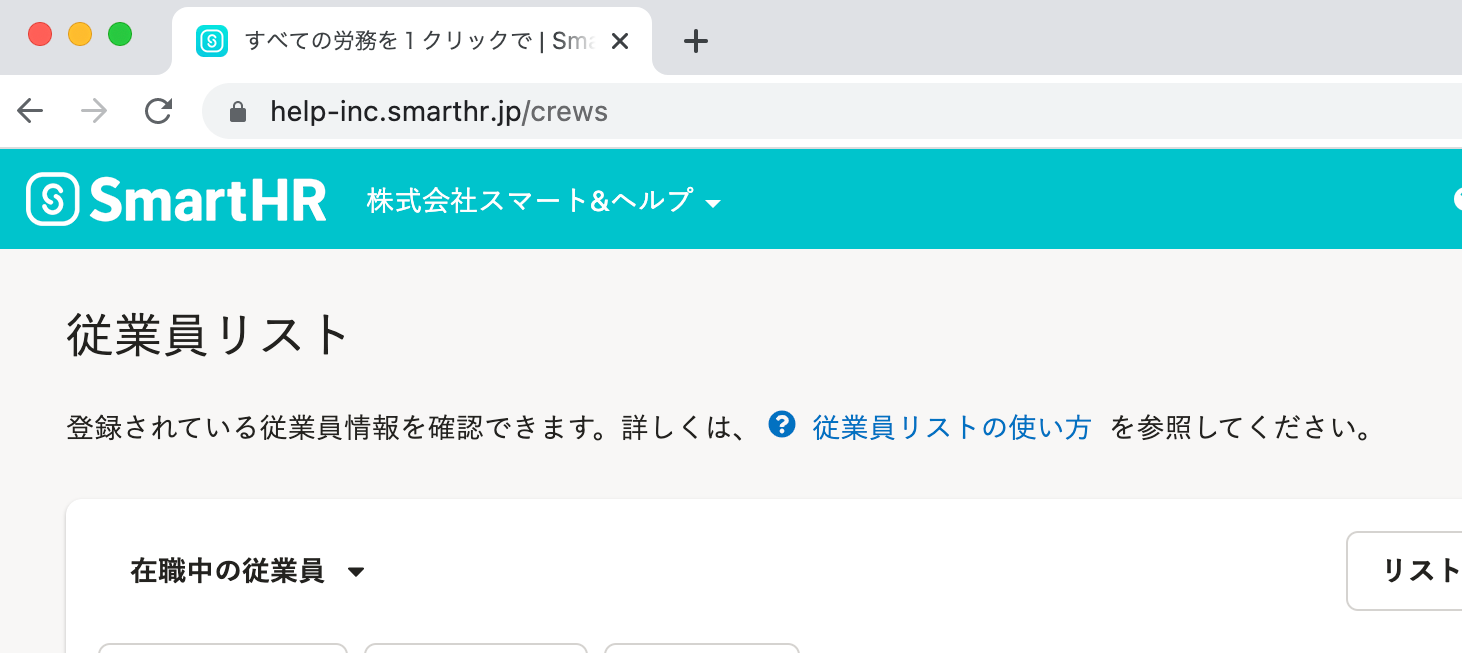 すべての労務を１クリックで | Sma
help-inc.smarthr.jp/crews
SmartHR 株式会社スマート&ヘルプ
従業員リスト
登録されている従業員情報を確認できます。詳しくは、 ? 従業員リストの使い方 を参照してください。
在職中の従業員 リスト